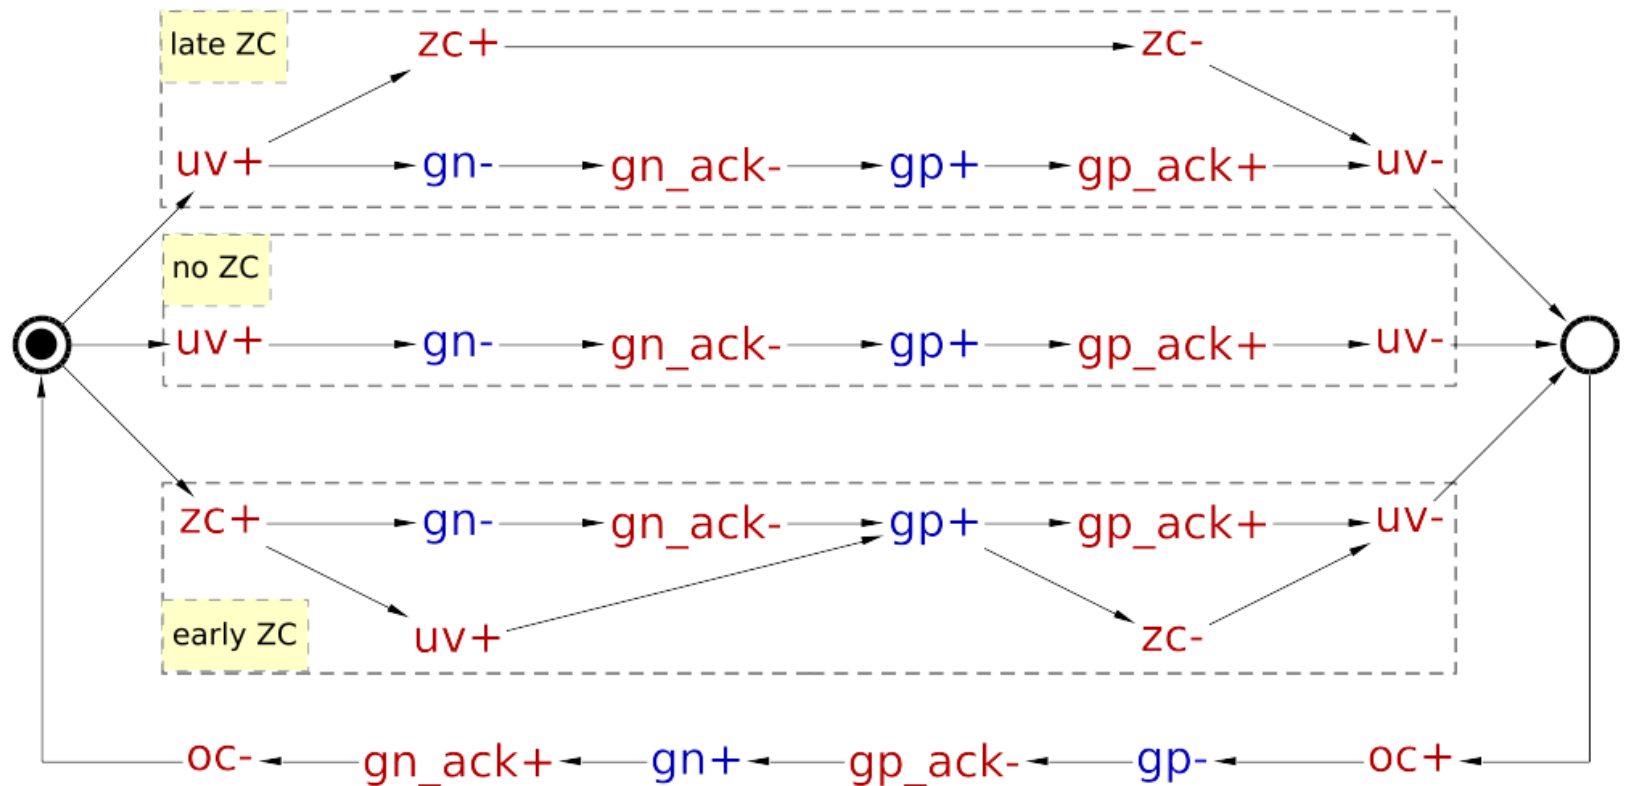 late ZC
zc+ zc-
uv+ gn- gn_ack- gp+ gp_ack+ uv-
no ZC
uv+ gn- gn_ack- gp+ gp_ack+ uv-
zc+ gn- gn_ack- gp+ gp_ack+ uv-
early ZC
uv+ zc-
oc- gn_ack+ gn+ gp_ack- gp- oc+